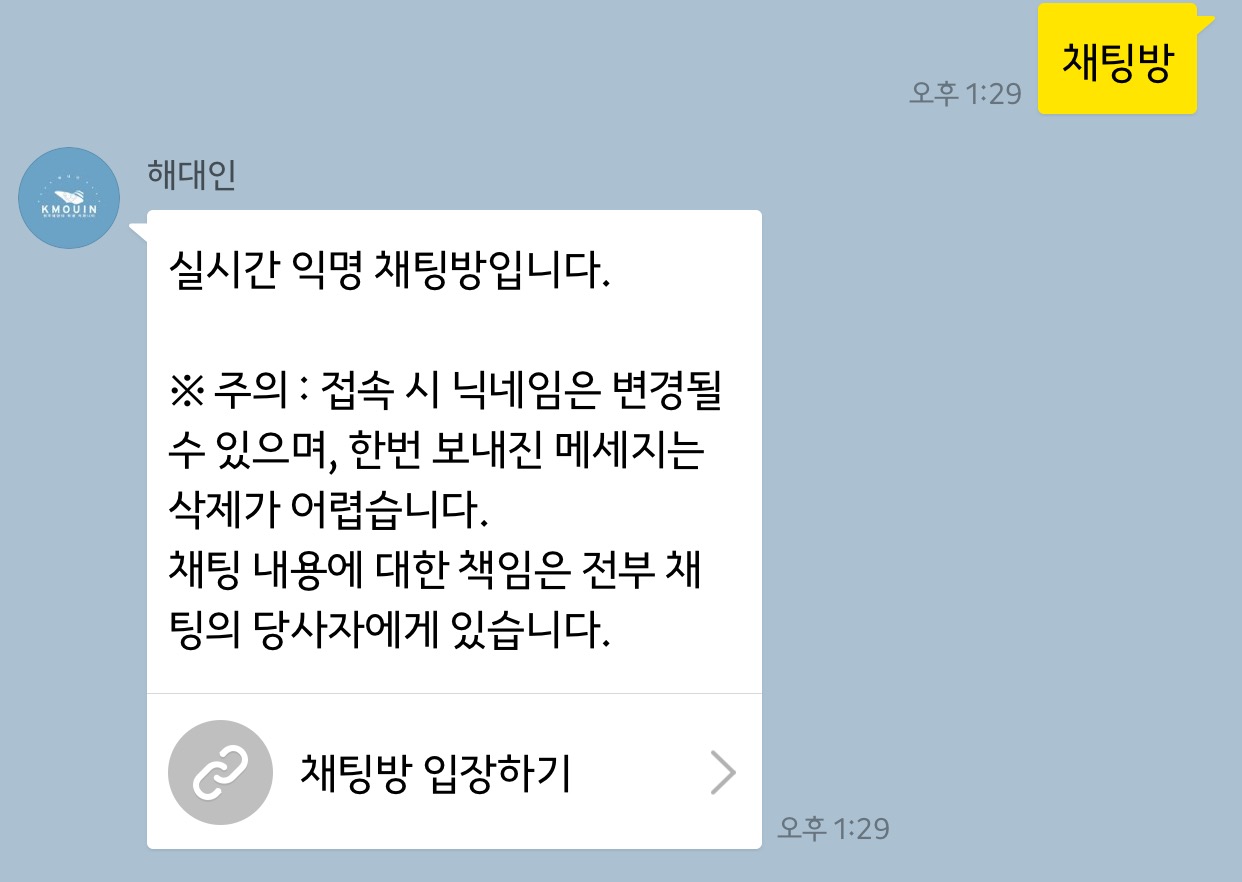 채팅방
오후 1:29
해대인
KMOUIN
실시간 익명 채팅방입니다.
※ 주의 : 접속 시 닉네임은 변경될
수 있으며, 한번 보내진 메세지는
삭제가 어렵습니다.
채팅 내용에 대한 책임은 전부 채
팅의 당사자에게 있습니다.
채팅방 입장하기
오후 1:29